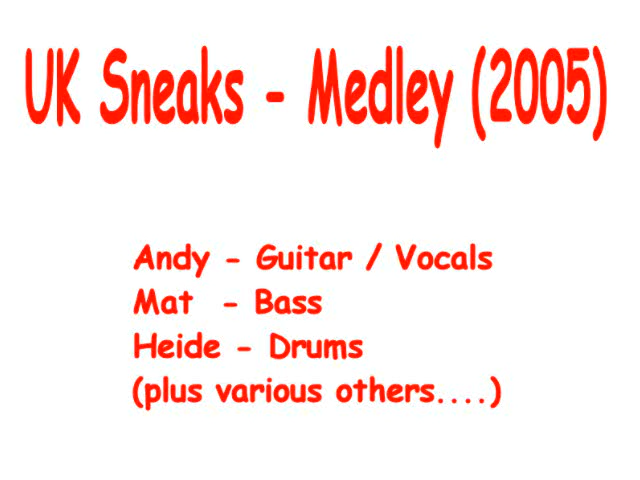 UK Sneaks - Medley (2005)
Andy - Guitar / Vocals
Mat - Bass
Heide - Drums
(plus various others....)